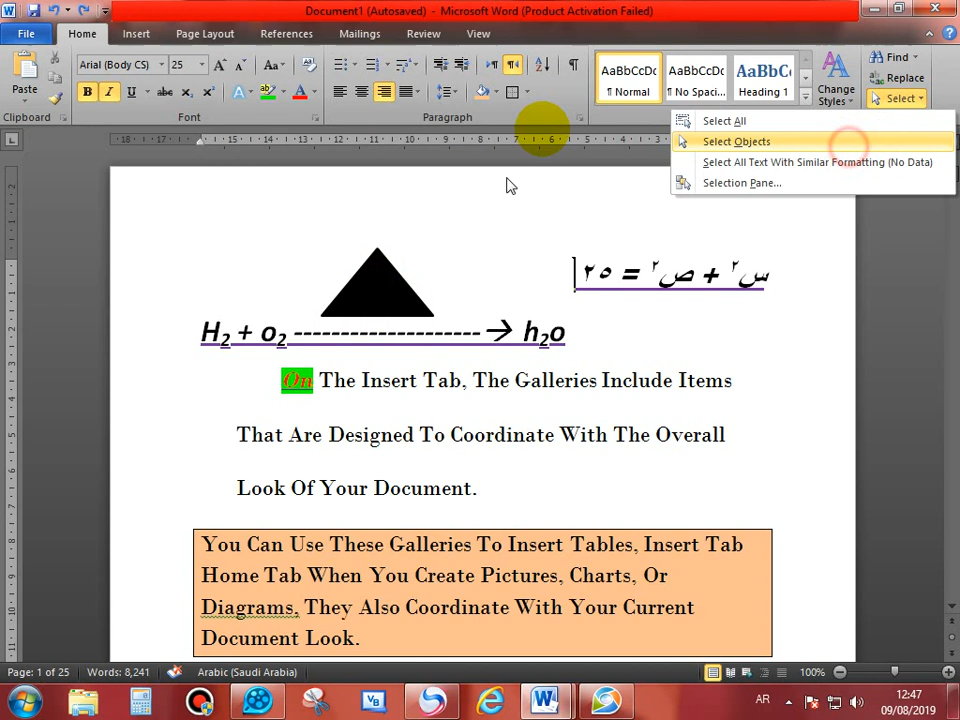 Document1 (Autosaved) - Microsoft Word (Product Activation Failed)
File Home Insert Page Layout References Mailings Review View
Paste
Clipboard
Arial (Body CS) 25
Font
Paragraph
AaBbCcDc AaBbCcDc AaBbCc
¶ Normal ¶ No Spaci... Heading 1
Change Styles
Find
Replace
Select
Select All
Select Objects
Select All Text With Similar Formatting (No Data)
Selection Pane...
س٢ + ص٢ = ٢٥
H2 + o2 --------------------→ h2o
On The Insert Tab, The Galleries Include Items
That Are Designed To Coordinate With The Overall
Look Of Your Document.
You Can Use These Galleries To Insert Tables, Insert Tab
Home Tab When You Create Pictures, Charts, Or
Diagrams, They Also Coordinate With Your Current
Document Look.
Page: 1 of 25 Words: 8,241 Arabic (Saudi Arabia) 100%
AR
12:47
09/08/2019